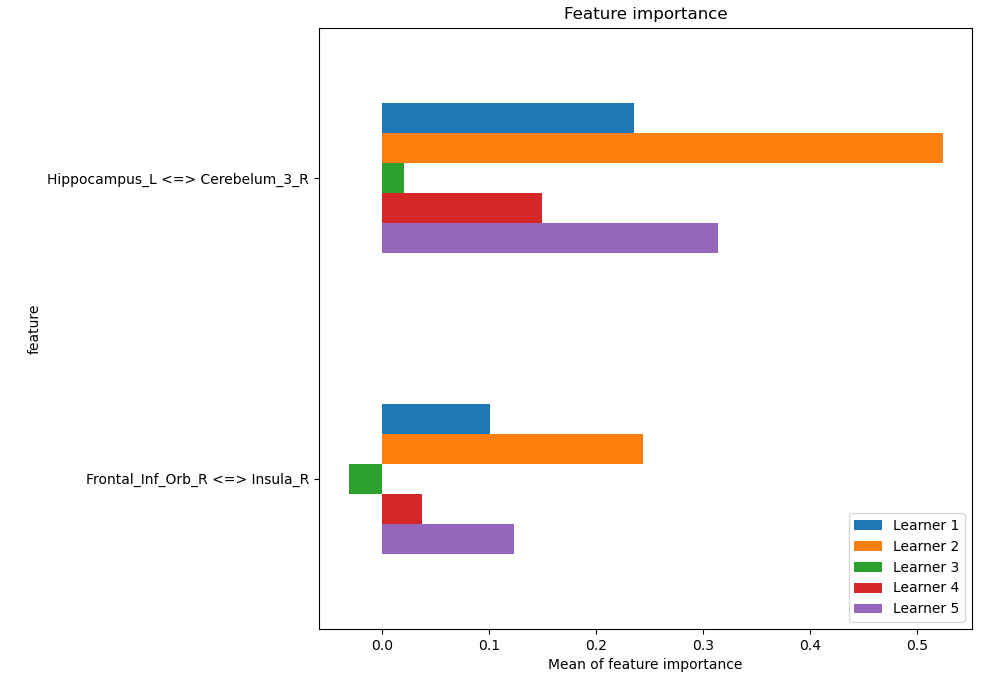 Feature importance
Hippocampus_L <=> Cerebelum_3_R
feature
Frontal_Inf_Orb_R <=> Insula_R
Learner 1
Learner 2
Learner 3
Learner 4
Learner 5
0.0 0.1 0.2 0.3 0.4 0.5
Mean of feature importance